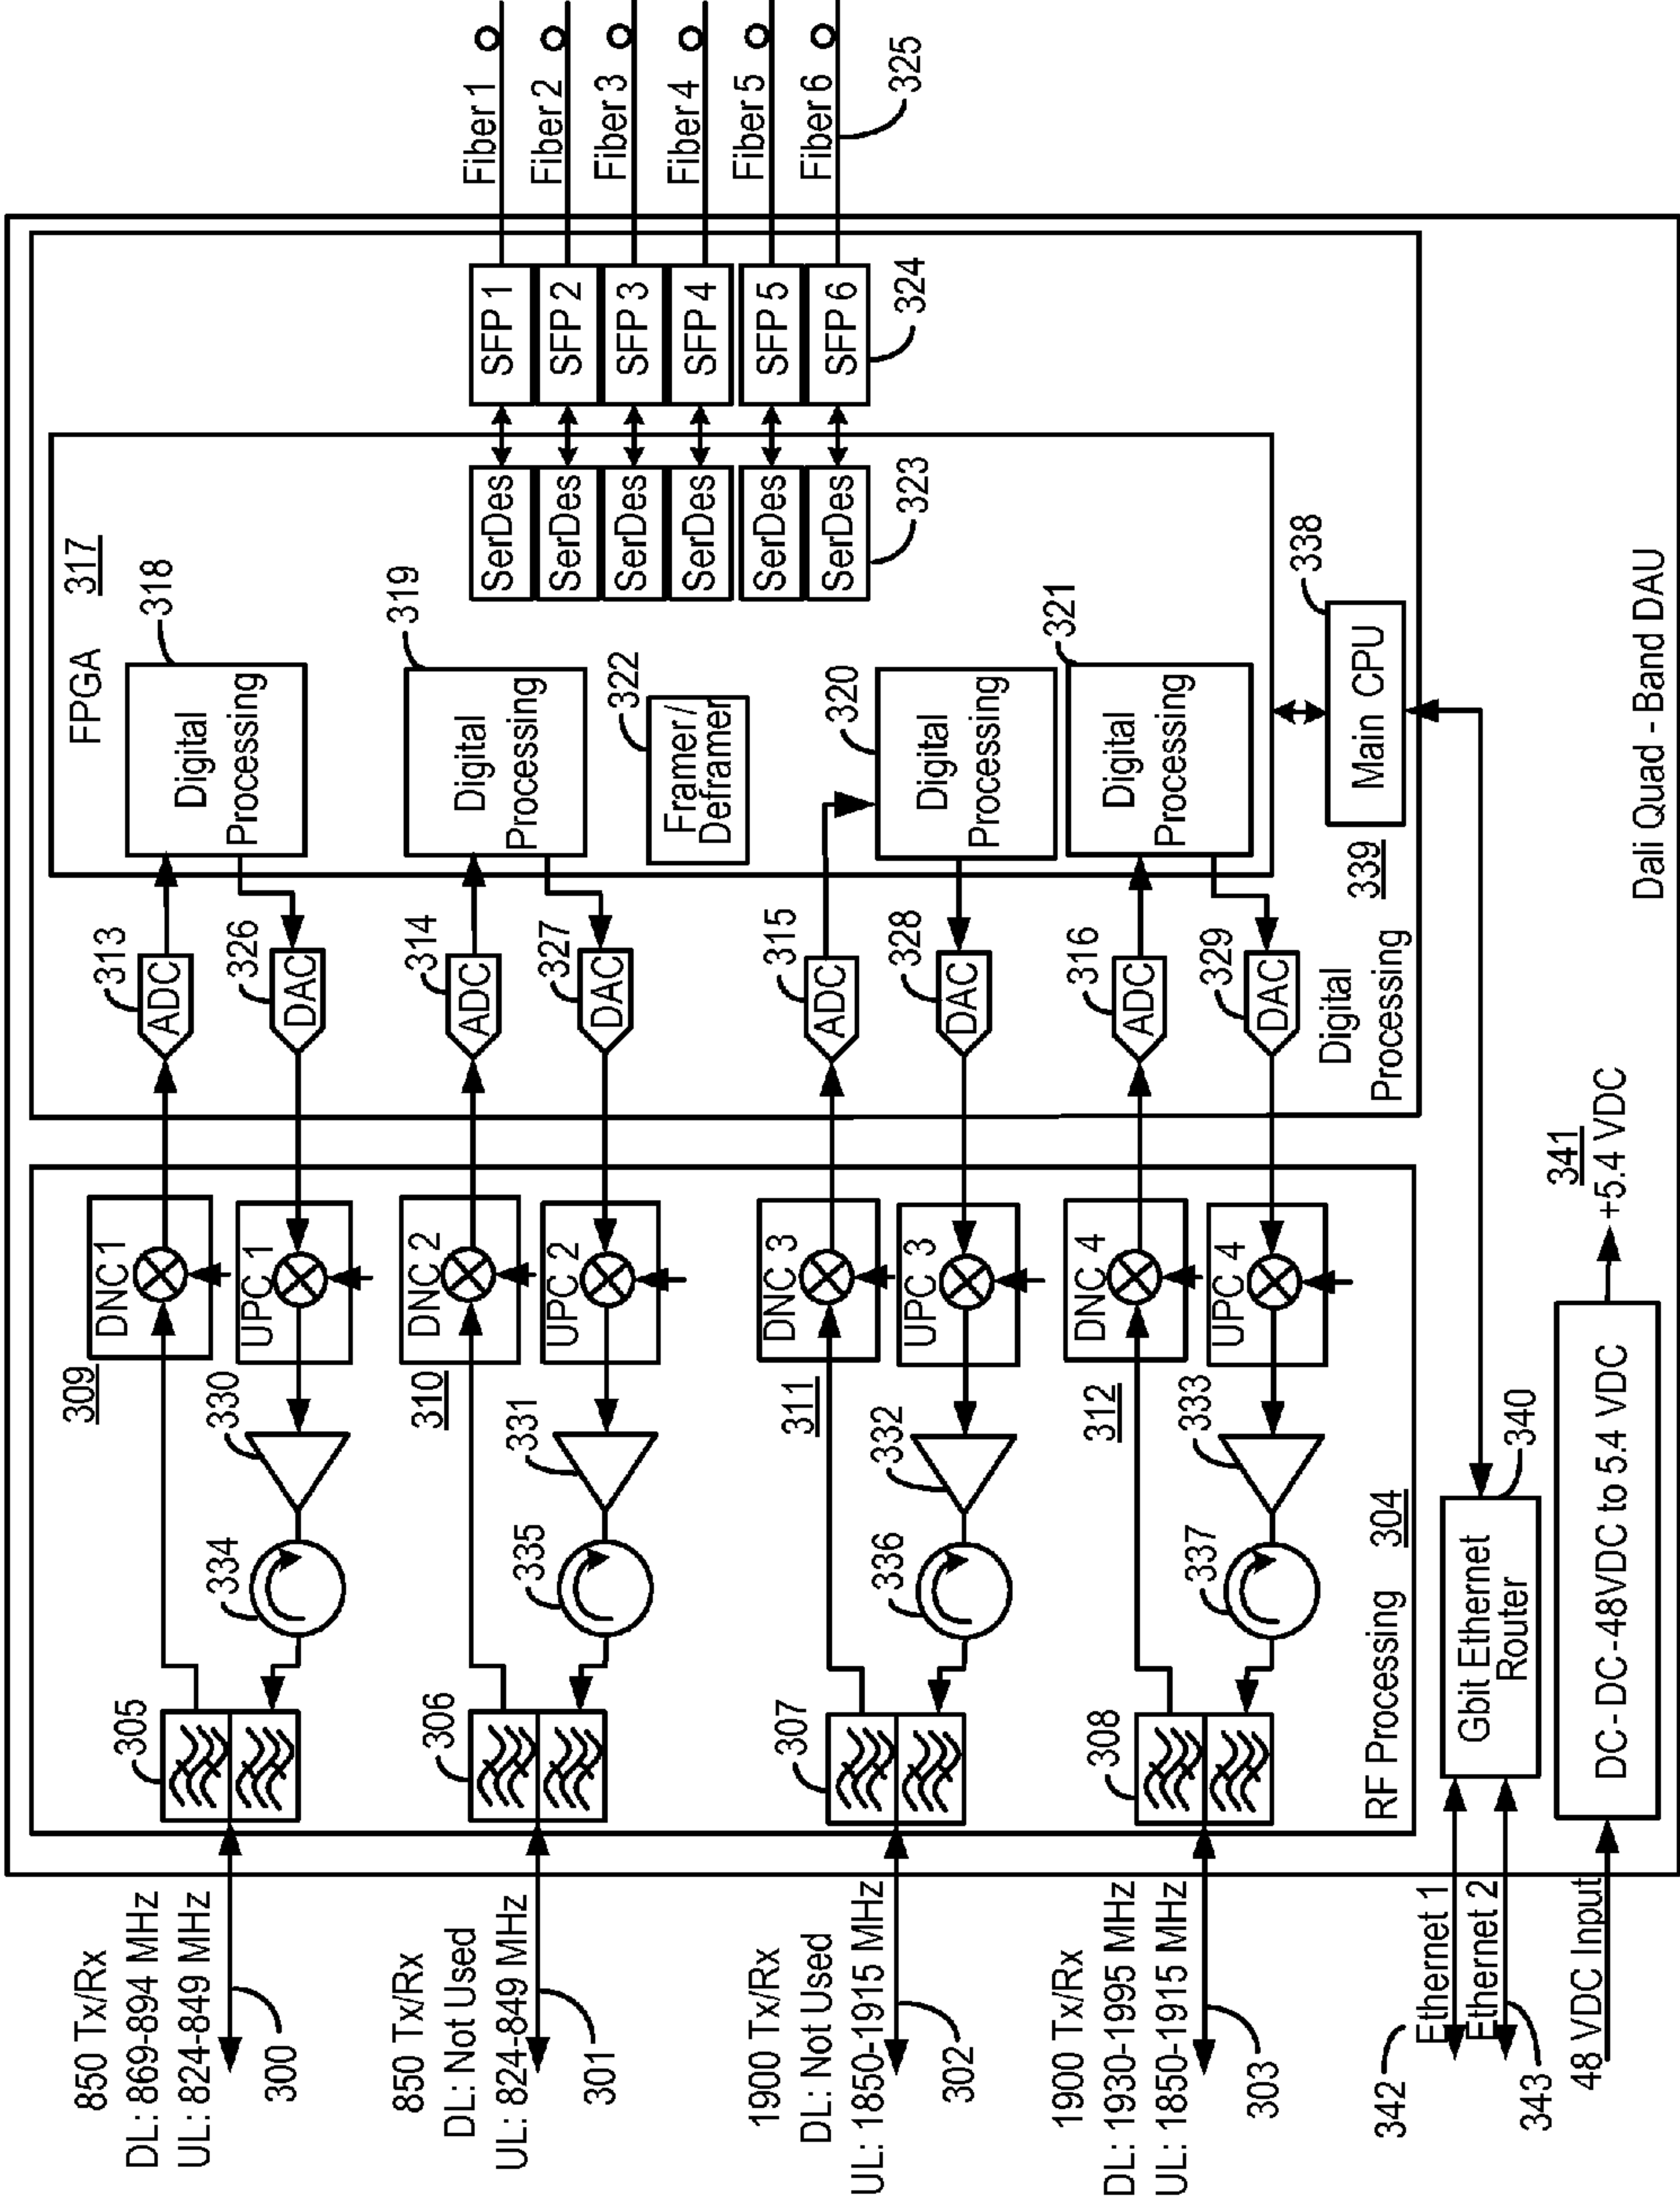 850 Tx/Rx
DL: 869-894 MHz
UL: 824-849 MHz
300
850 Tx/Rx
DL: Not Used
UL: 824-849 MHz
301
1900 Tx/Rx
DL: Not Used
UL: 1850-1915 MHz
302
1900 Tx/Rx
DL: 1930-1995 MHz
UL: 1850-1915 MHz
303
342
Ethernet 1
Ethernet 2
343
48 VDC Input
305
306
307
308
334
335
336
337
330
331
332
333
309
310
311
312
DNC 1
UPC 1
DNC 2
UPC 2
DNC 3
UPC 3
DNC 4
UPC 4
RF Processing
304
Gbit Ethernet
Router
340
DC-DC-48VDC to 5.4 VDC
341
+5.4 VDC
313
ADC
326
DAC
314
ADC
327
DAC
315
ADC
328
DAC
316
ADC
329
DAC
Digital
Processing
339
FPGA
317
318
Digital
Processing
319
Digital
Processing
322
Framer /
Deframer
320
Digital
Processing
321
Digital
Processing
338
Main CPU
SerDes
SerDes
SerDes
SerDes
SerDes
SerDes
323
SFP 1
SFP 2
SFP 3
SFP 4
SFP 5
SFP 6
324
Fiber 1
Fiber 2
Fiber 3
Fiber 4
Fiber 5
Fiber 6
325
Dali Quad - Band DAU